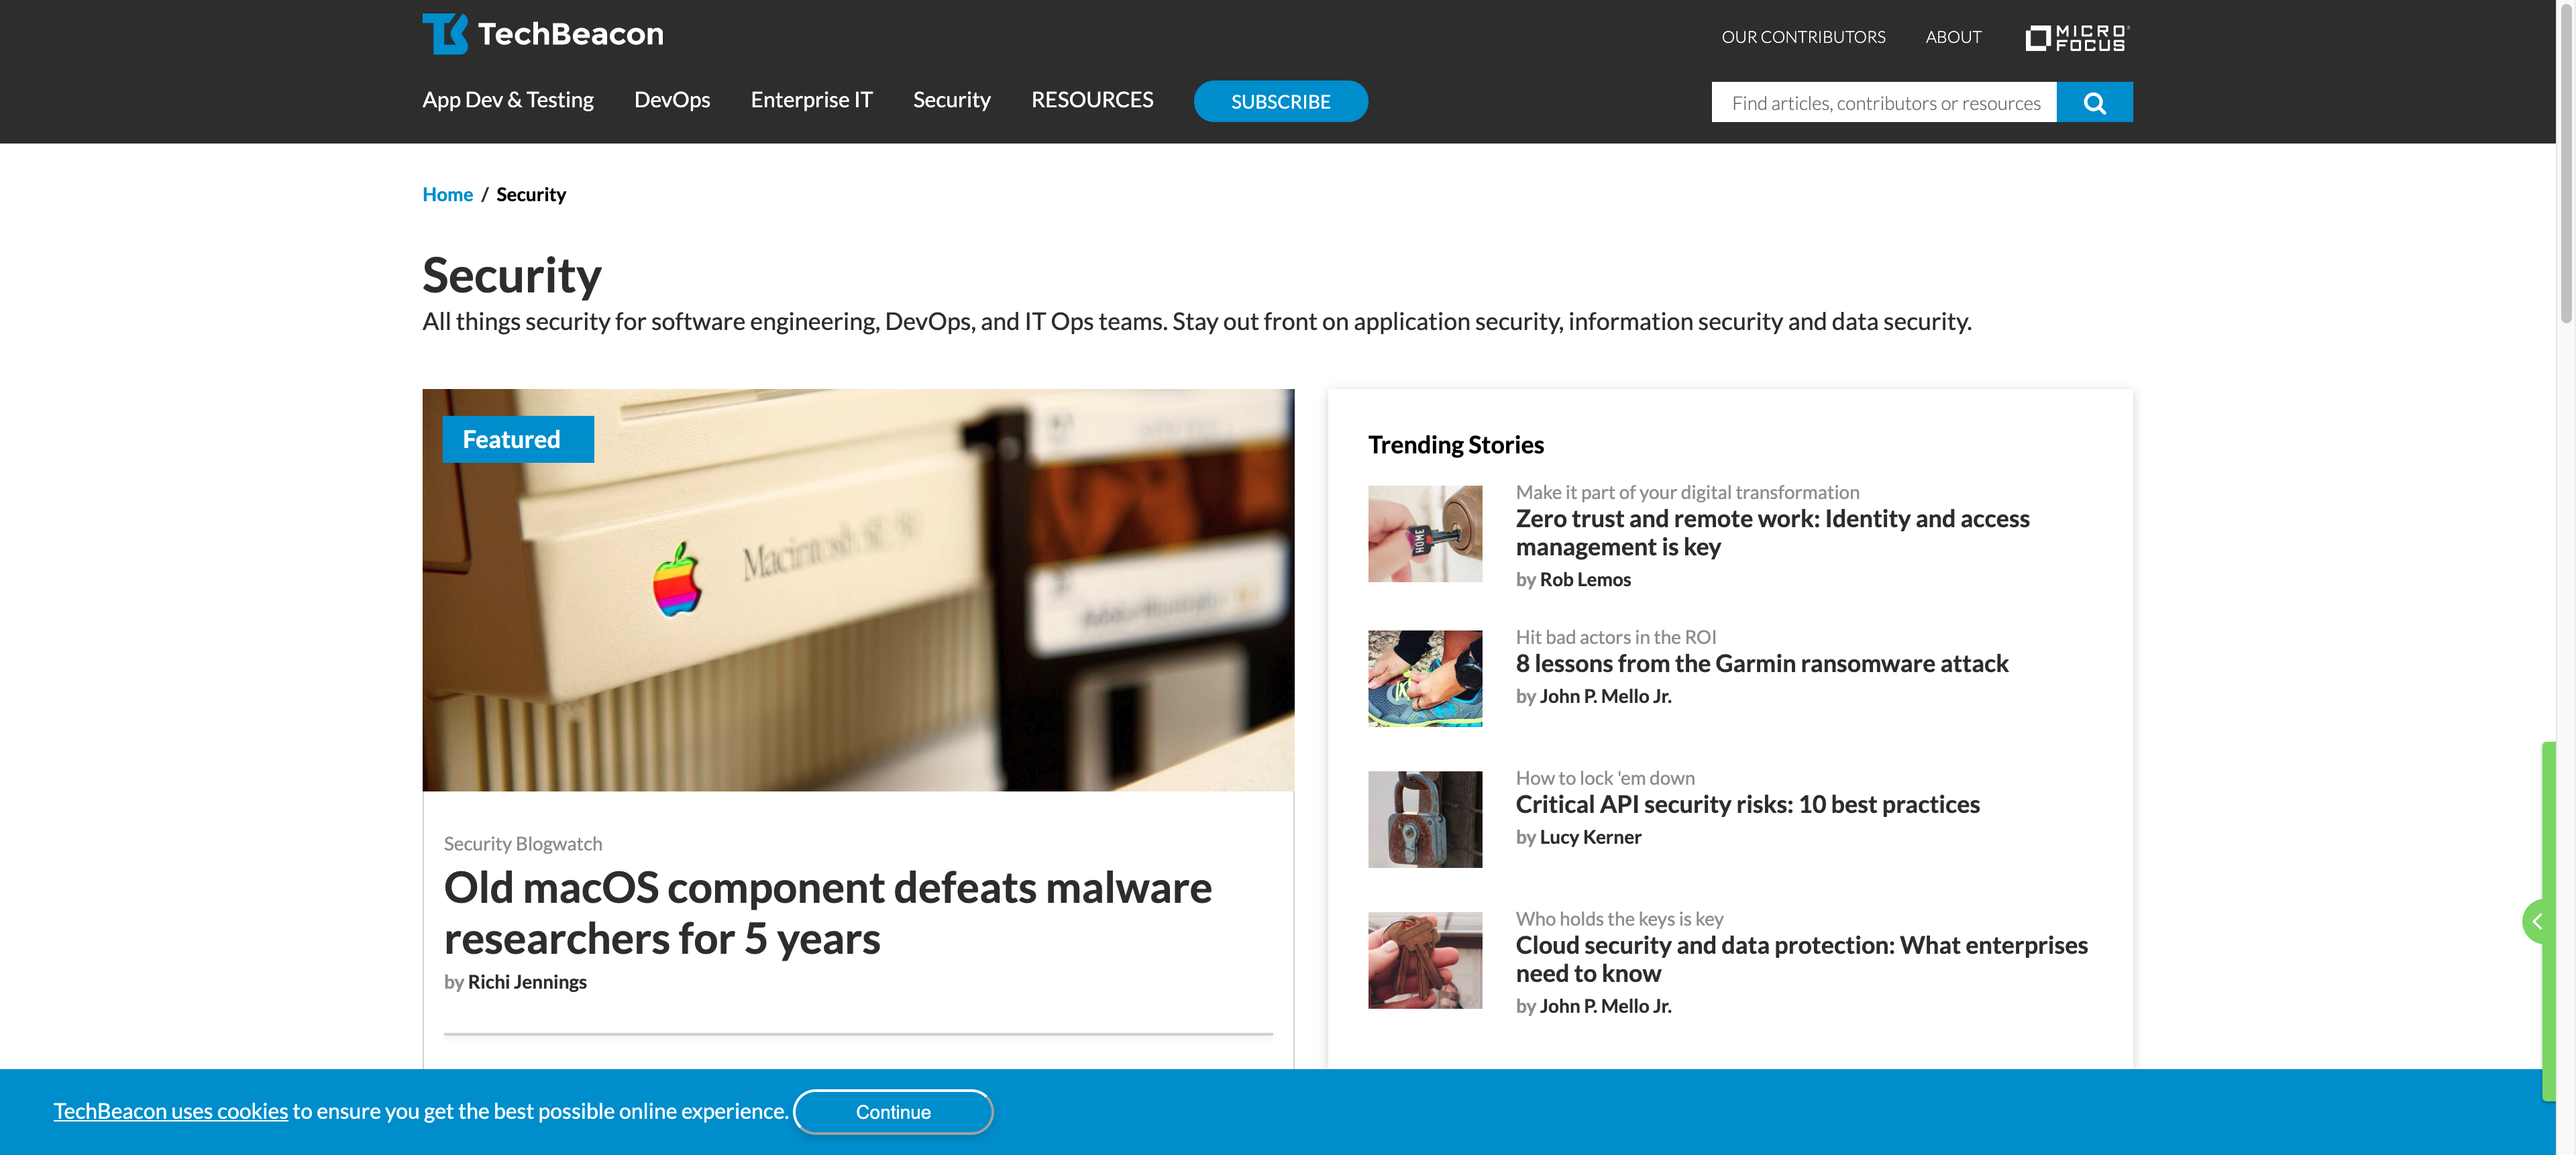 TechBeacon
OUR CONTRIBUTORS
ABOUT
MICRO
FOCUS
App Dev & Testing
DevOps
Enterprise IT
Security
RESOURCES
SUBSCRIBE
Find articles, contributors or resources
Home / Security
Security
All things security for software engineering, DevOps, and IT Ops teams. Stay out front on application security, information security and data security.
Featured
Macintosh SE/30
Security Blogwatch
Old macOS component defeats malware
researchers for 5 years
by Richi Jennings
Trending Stories
HOME
Make it part of your digital transformation
Zero trust and remote work: Identity and access
management is key
by Rob Lemos
Hit bad actors in the ROI
8 lessons from the Garmin ransomware attack
by John P. Mello Jr.
How to lock 'em down
Critical API security risks: 10 best practices
by Lucy Kerner
Who holds the keys is key
Cloud security and data protection: What enterprises
need to know
by John P. Mello Jr.
TechBeacon uses cookies to ensure you get the best possible online experience.
Continue